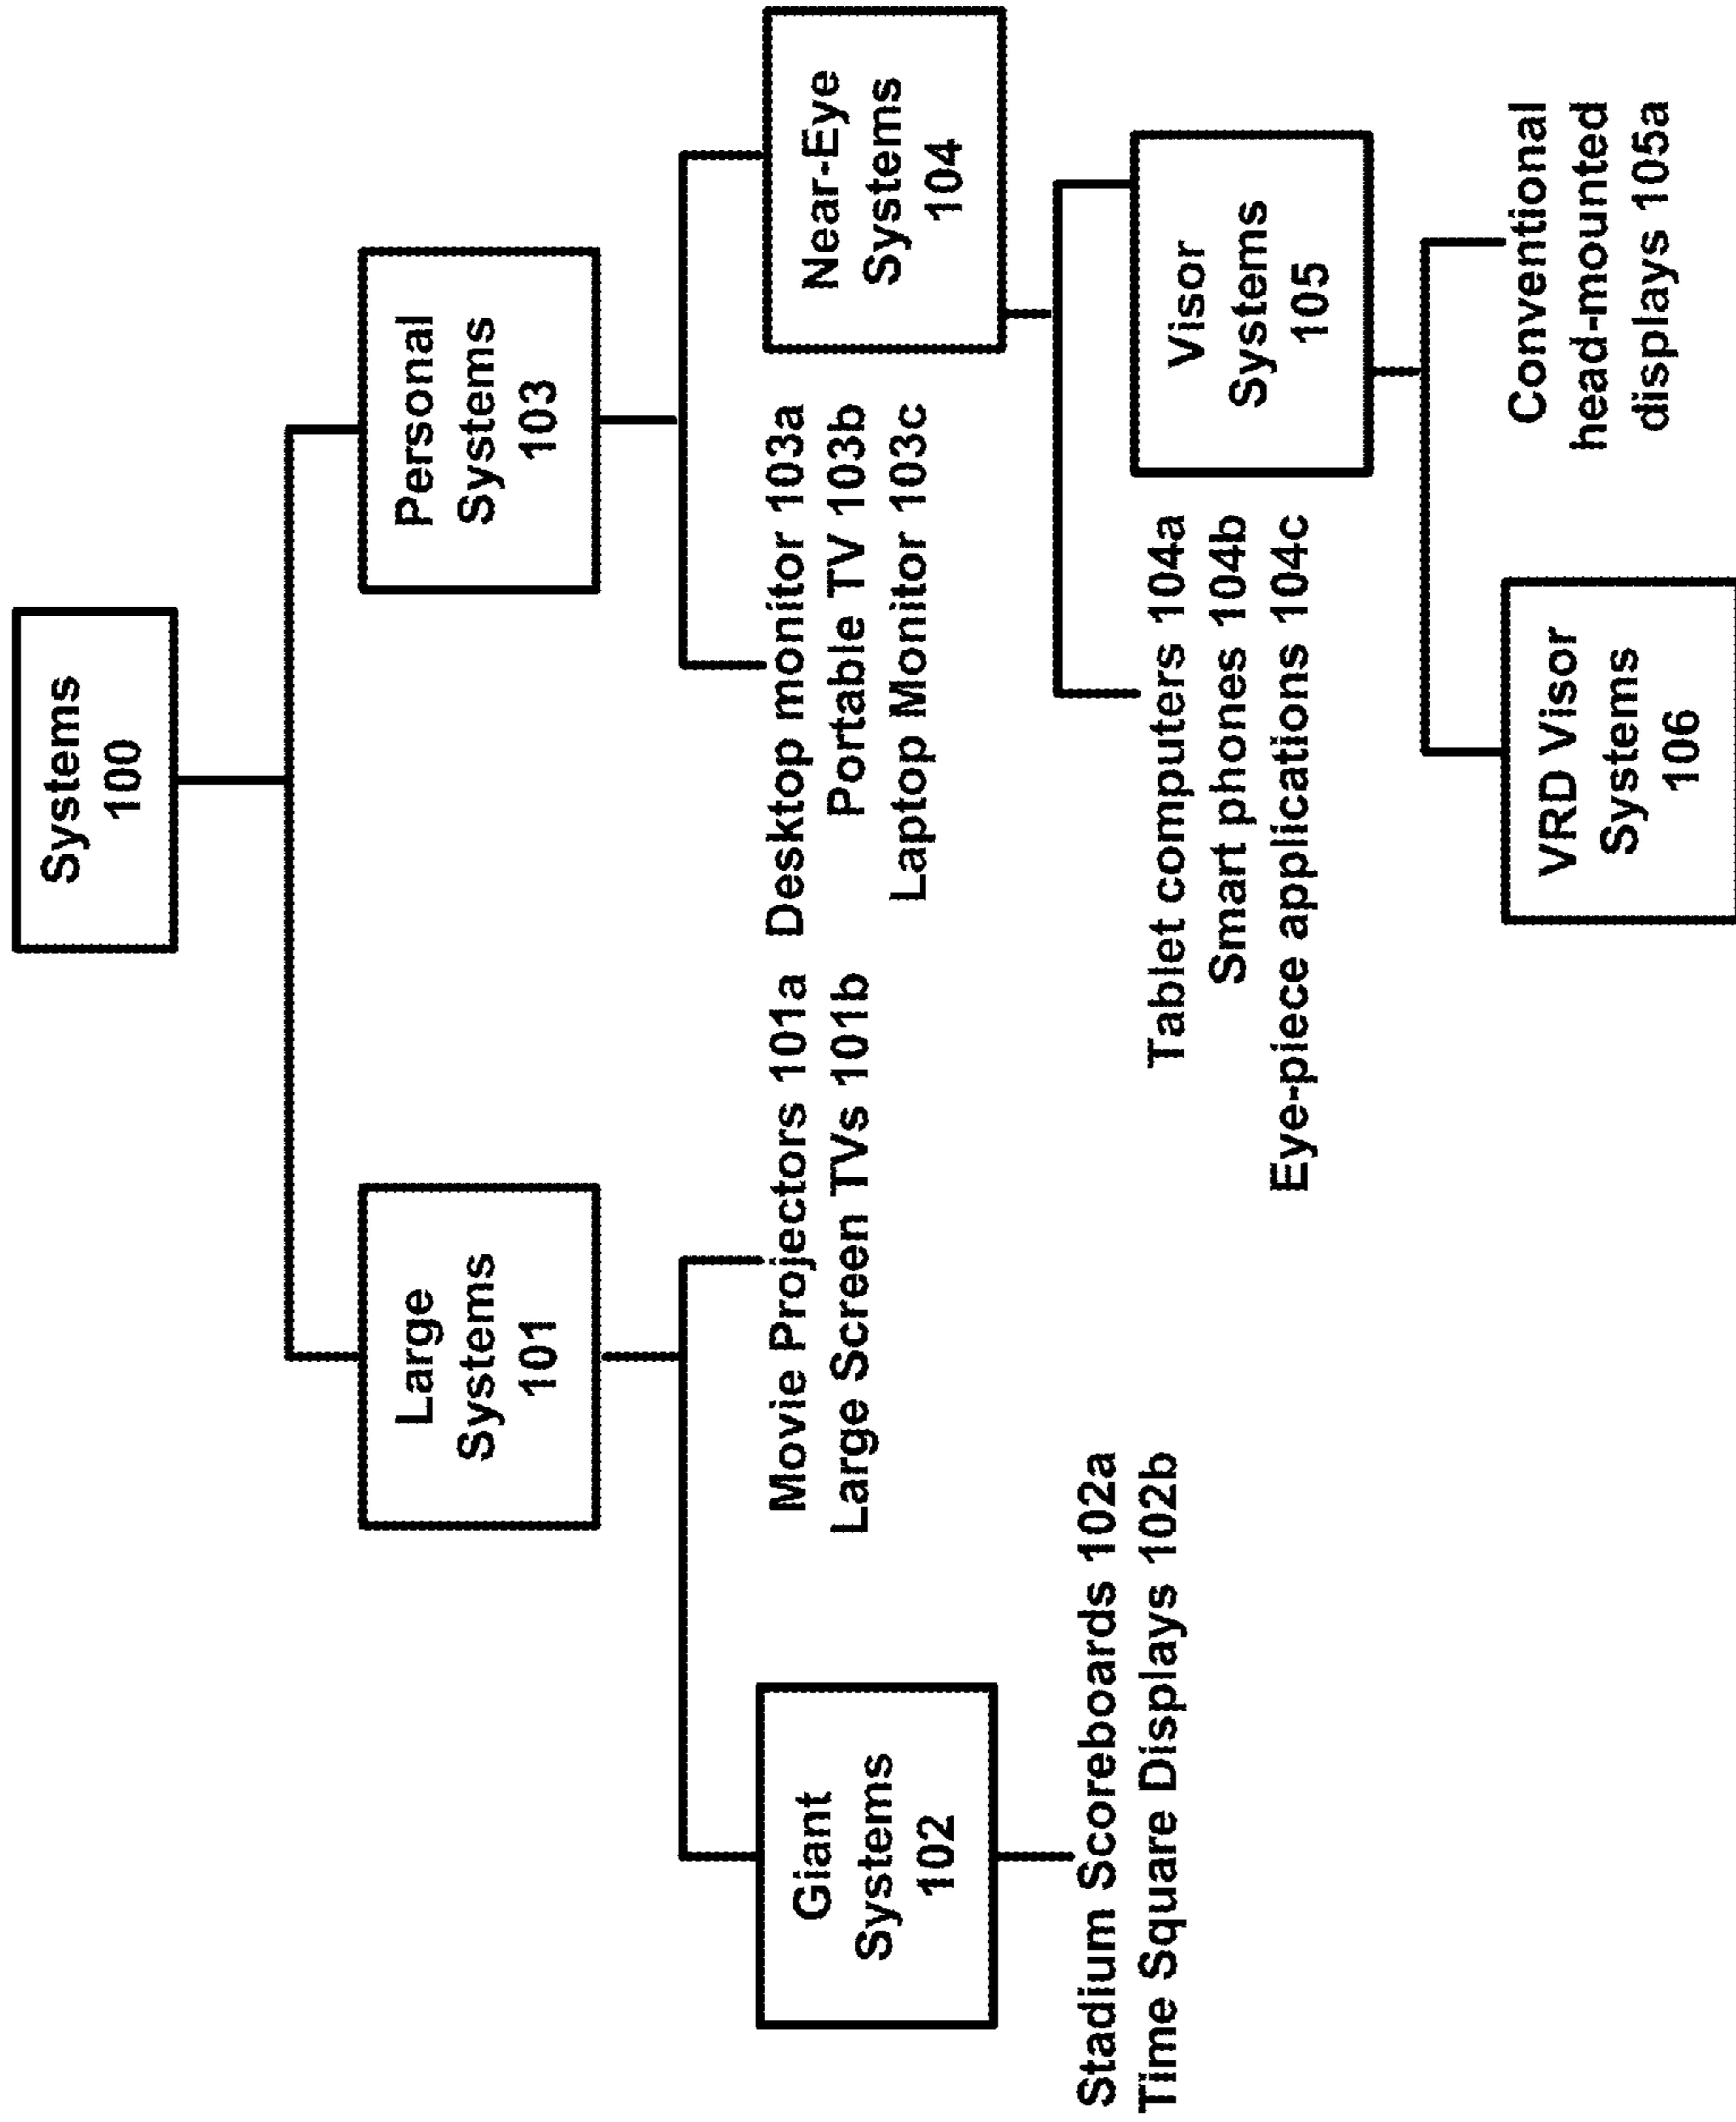 Systems
100
Large
Systems
101
Personal
Systems
103
Giant
Systems
102
Movie Projectors 101a
Large Screen TVs 101b
Desktop monitor 103a
Portable TV 103b
Laptop Monitor 103c
Near-Eye
Systems
104
Stadium Scoreboards 102a
Time Square Displays 102b
Tablet computers 104a
Smart phones 104b
Eye-piece applications 104c
Visor
Systems
105
VRD Visor
Systems
106
Conventional
head-mounted
displays 105a